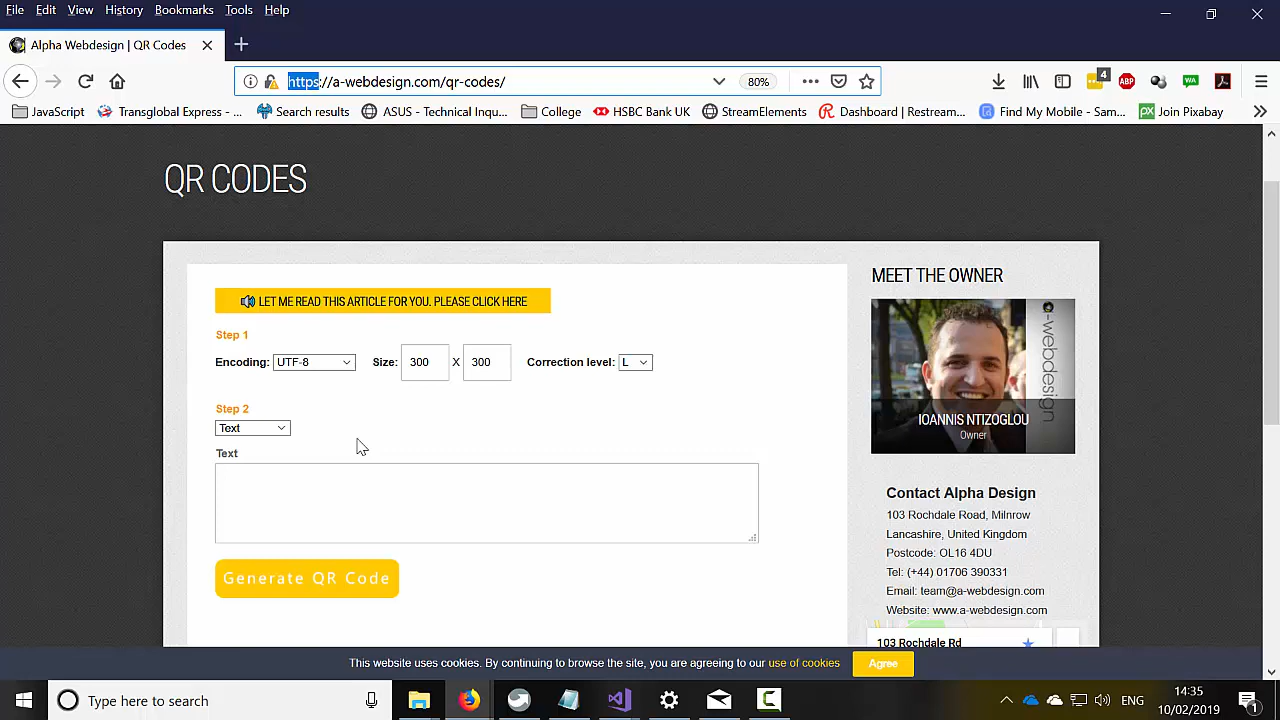 File Edit View History Bookmarks Tools Help
Alpha Webdesign | QR Codes
https://a-webdesign.com/qr-codes/
80%
4
ABP
WA
JavaScript
Transglobal Express - ...
Search results
ASUS - Technical Inqu...
College
HSBC Bank UK
StreamElements
Dashboard | Restream...
Find My Mobile - Sam...
px
Join Pixabay
QR CODES
LET ME READ THIS ARTICLE FOR YOU. PLEASE CLICK HERE
Step 1
Encoding: UTF-8 Size: 300 X 300 Correction level: L
Step 2
Text
Text
Generate QR Code
MEET THE OWNER
a-webdesign
IOANNIS NTIZOGLOU
Owner
Contact Alpha Design
103 Rochdale Road, Milnrow
Lancashire, United Kingdom
Postcode: OL16 4DU
Tel: (+44) 01706 390331
Email: team@a-webdesign.com
Website: www.a-webdesign.com
103 Rochdale Rd
This website uses cookies. By continuing to browse the site, you are agreeing to our use of cookies
Agree
Type here to search
ENG
14:35
10/02/2019
1